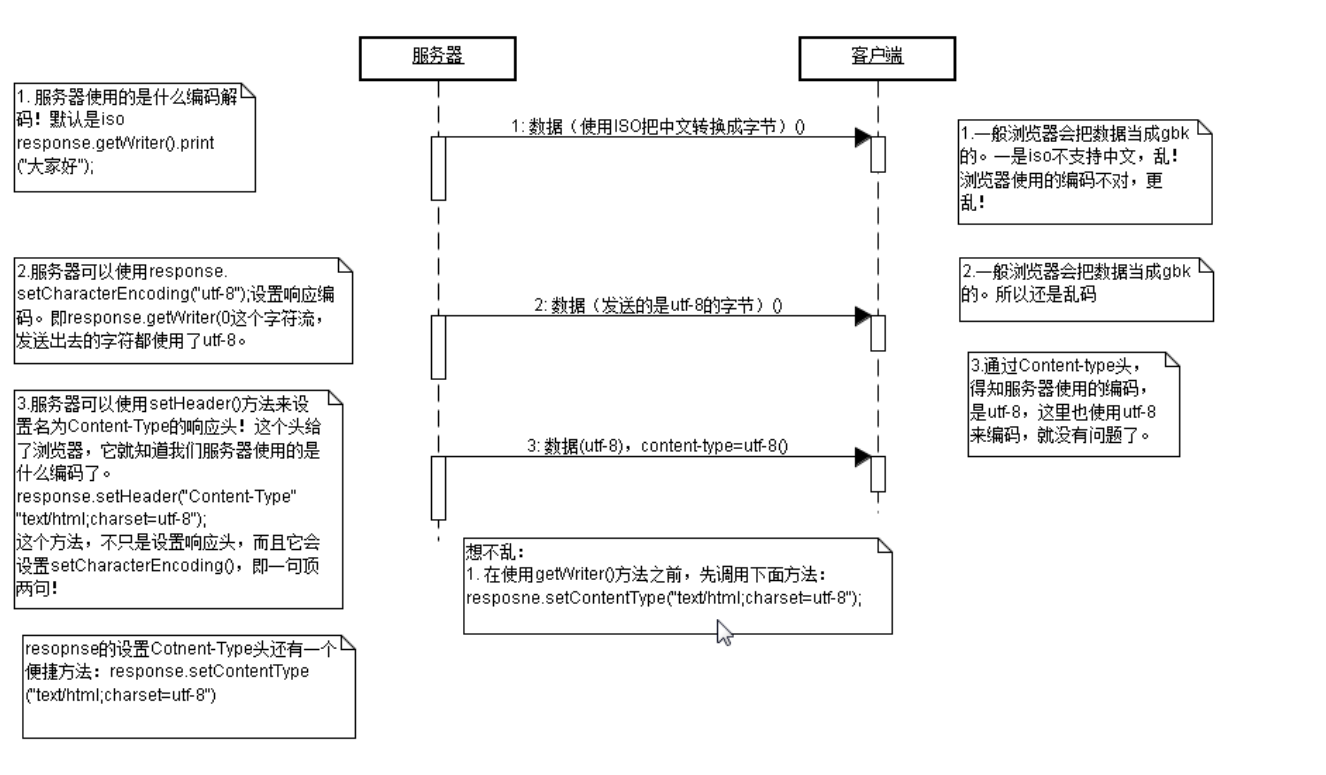 服务器
客户端
1. 服务器使用的是什么编码解
码！默认是iso
response.getWriter().print
("大家好");
1: 数据（使用ISO把中文转换成字节）()
1.一般浏览器会把数据当成gbk
的。一是iso不支持中文，乱！
浏览器使用的编码不对，更
乱！
2.服务器可以使用response.
setCharacterEncoding("utf-8");设置响应编
码。即response.getWriter(0这个字符流，
发送出去的字符都使用了utf-8。
2: 数据（发送的是utf-8的字节）()
2.一般浏览器会把数据当成gbk
的。所以还是乱码
3.通过Content-type头，
得知服务器使用的编码，
是utf-8，这里也使用utf-8
来编码，就没有问题了。
3.服务器可以使用setHeader()方法来设
置名为Content-Type的响应头！这个头给
了浏览器，它就知道我们服务器使用的是
什么编码了。
response.setHeader("Content-Type"
"text/html;charset=utf-8");
这个方法，不只是设置响应头，而且它会
设置setCharacterEncoding()，即一句顶
两句！
3: 数据(utf-8)，content-type=utf-8()
想不乱：
1. 在使用getWriter()方法之前，先调用下面方法：
resposne.setContentType("text/html;charset=utf-8");
resopnse的设置Cotnent-Type头还有一个
便捷方法：response.setContentType
("text/html;charset=utf-8")